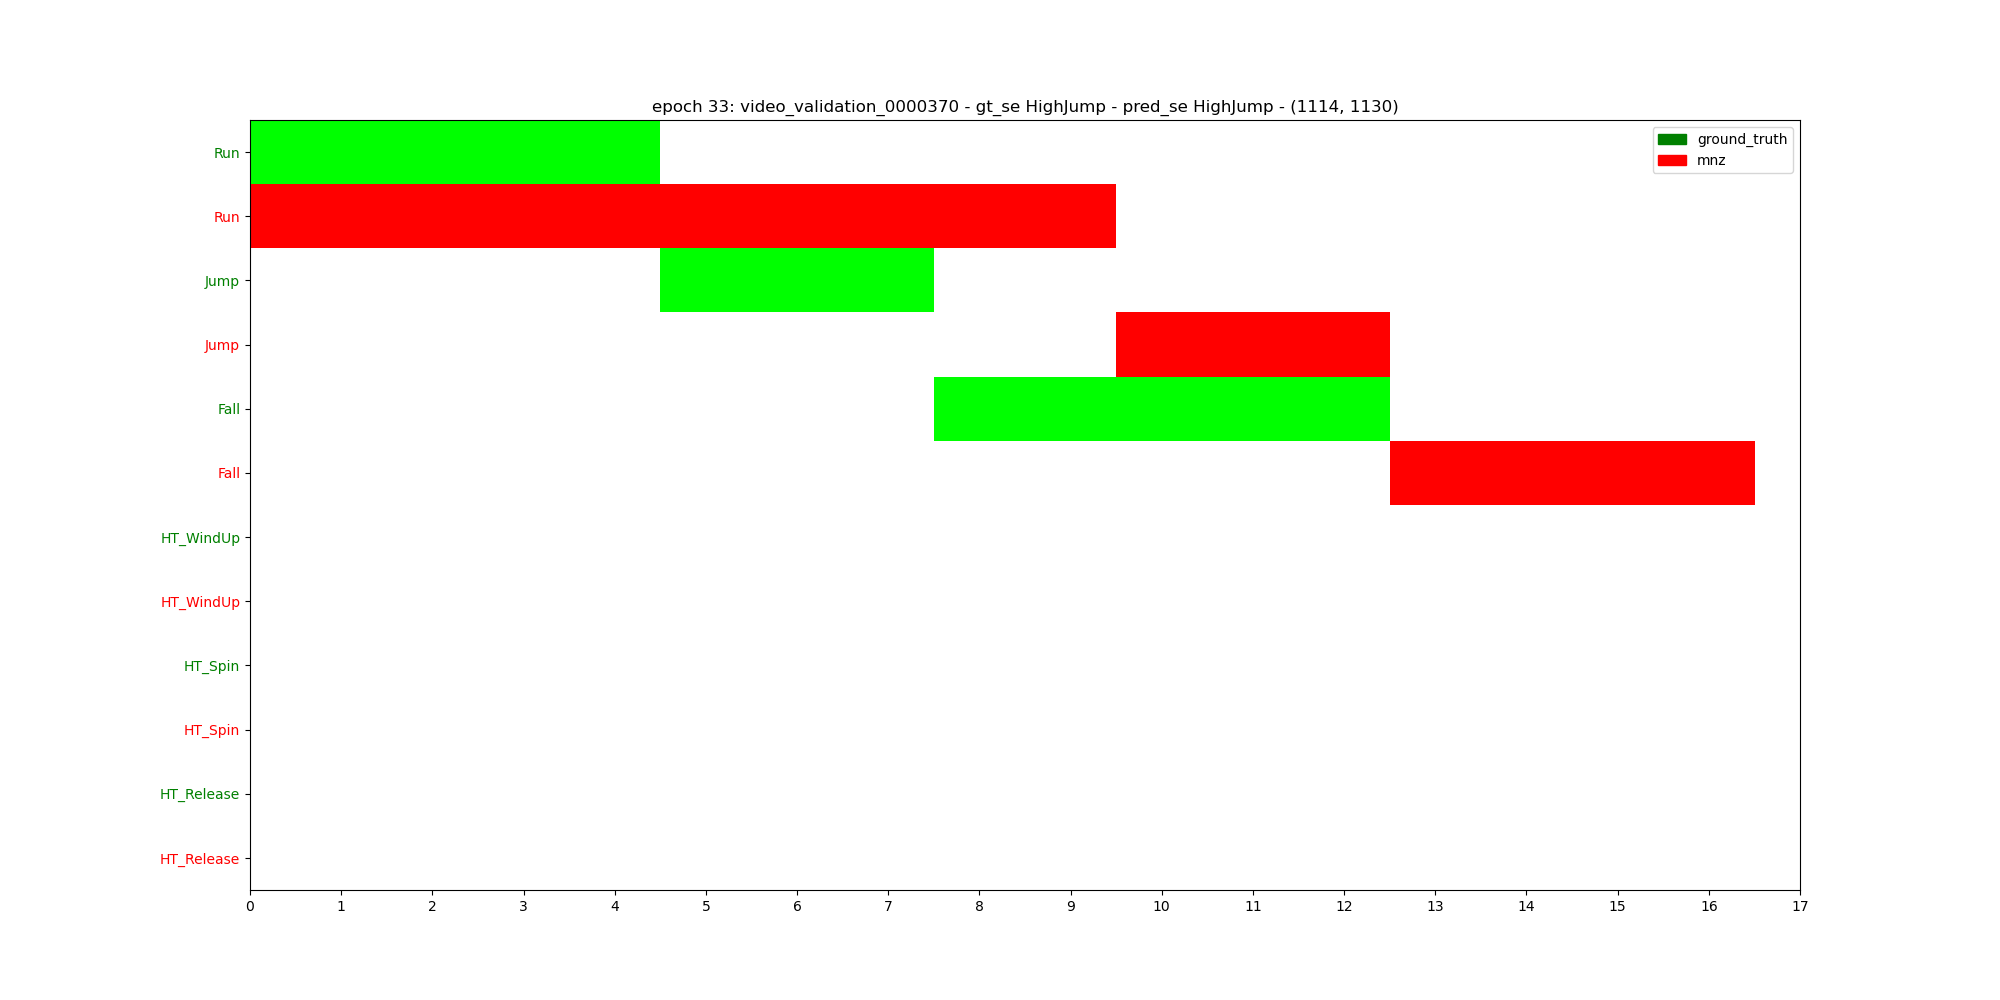 epoch 33: video_validation_0000370 - gt_se HighJump - pred_se HighJump - (1114, 1130)
ground_truth
mnz
Run
Run
Jump
Jump
Fall
Fall
HT_WindUp
HT_WindUp
HT_Spin
HT_Spin
HT_Release
HT_Release
0 1 2 3 4 5 6 7 8 9 10 11 12 13 14 15 16 17